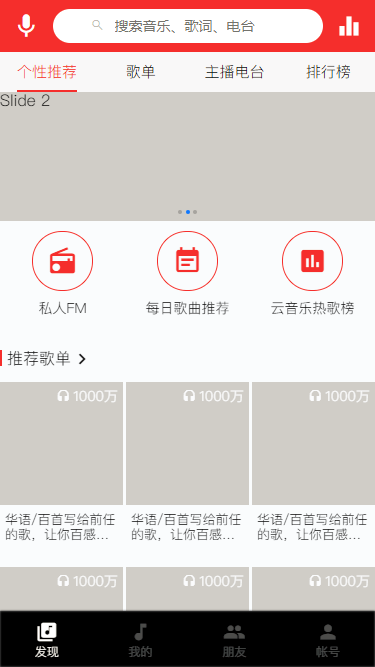 搜索音乐、歌词、电台
个性推荐 歌单 主播电台 排行榜
Slide 2
私人FM 每日歌曲推荐 云音乐热歌榜
推荐歌单
1000万 1000万 1000万
华语/百首写给前任的歌，让你百感...
华语/百首写给前任的歌，让你百感...
华语/百首写给前任的歌，让你百感...
1000万 1000万 1000万
发现 我的 朋友 帐号